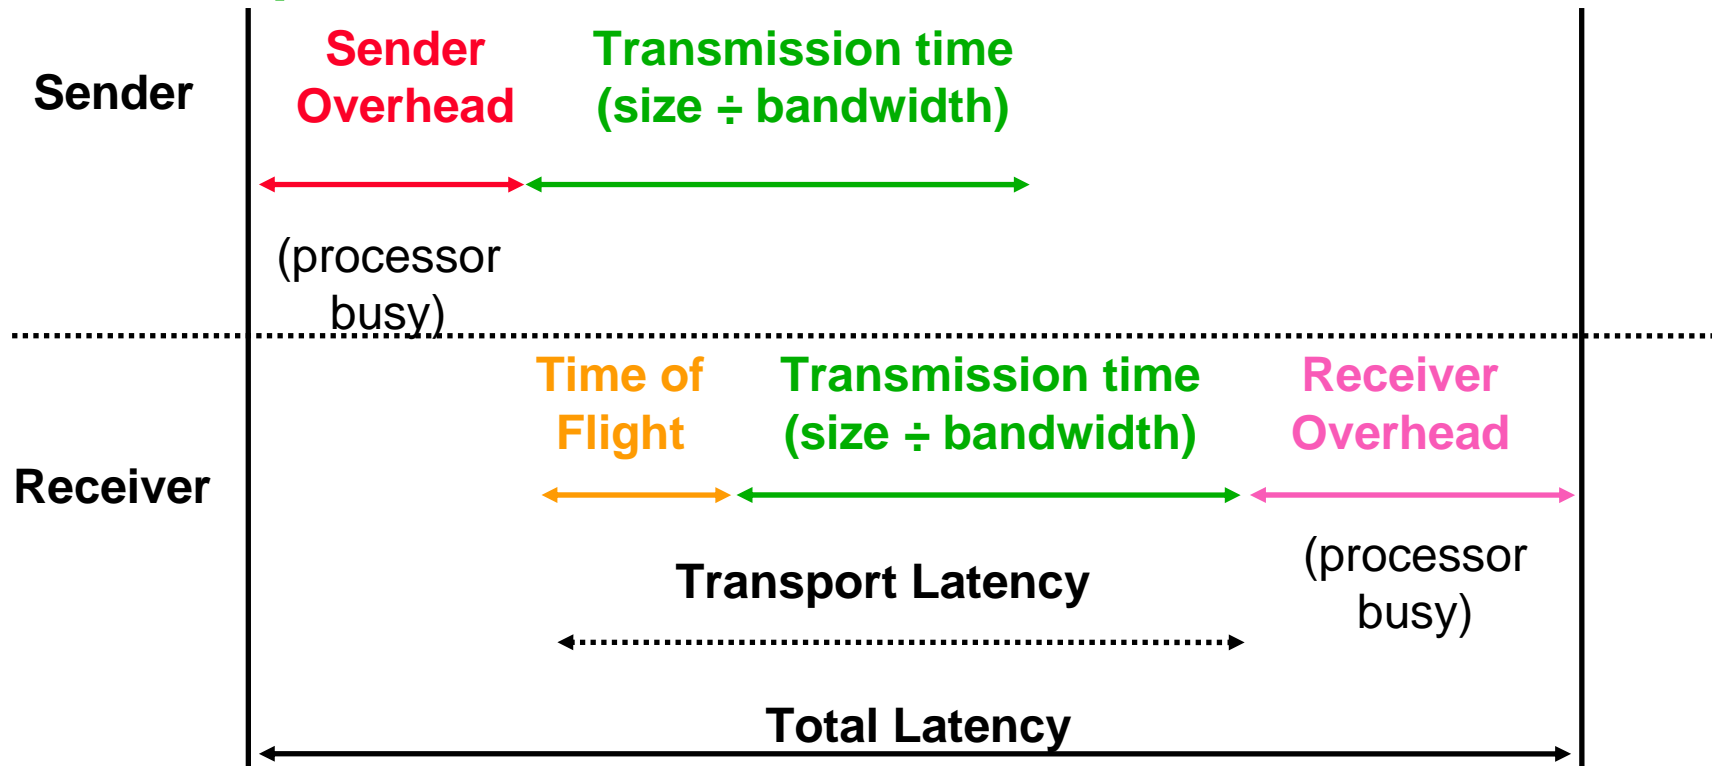 Sender
Overhead
Transmission time
(size ÷ bandwidth)
Sender
(processor
busy)
Time of
Flight
Transmission time
(size ÷ bandwidth)
Receiver
Overhead
Receiver
(processor
busy)
Transport Latency
Total Latency